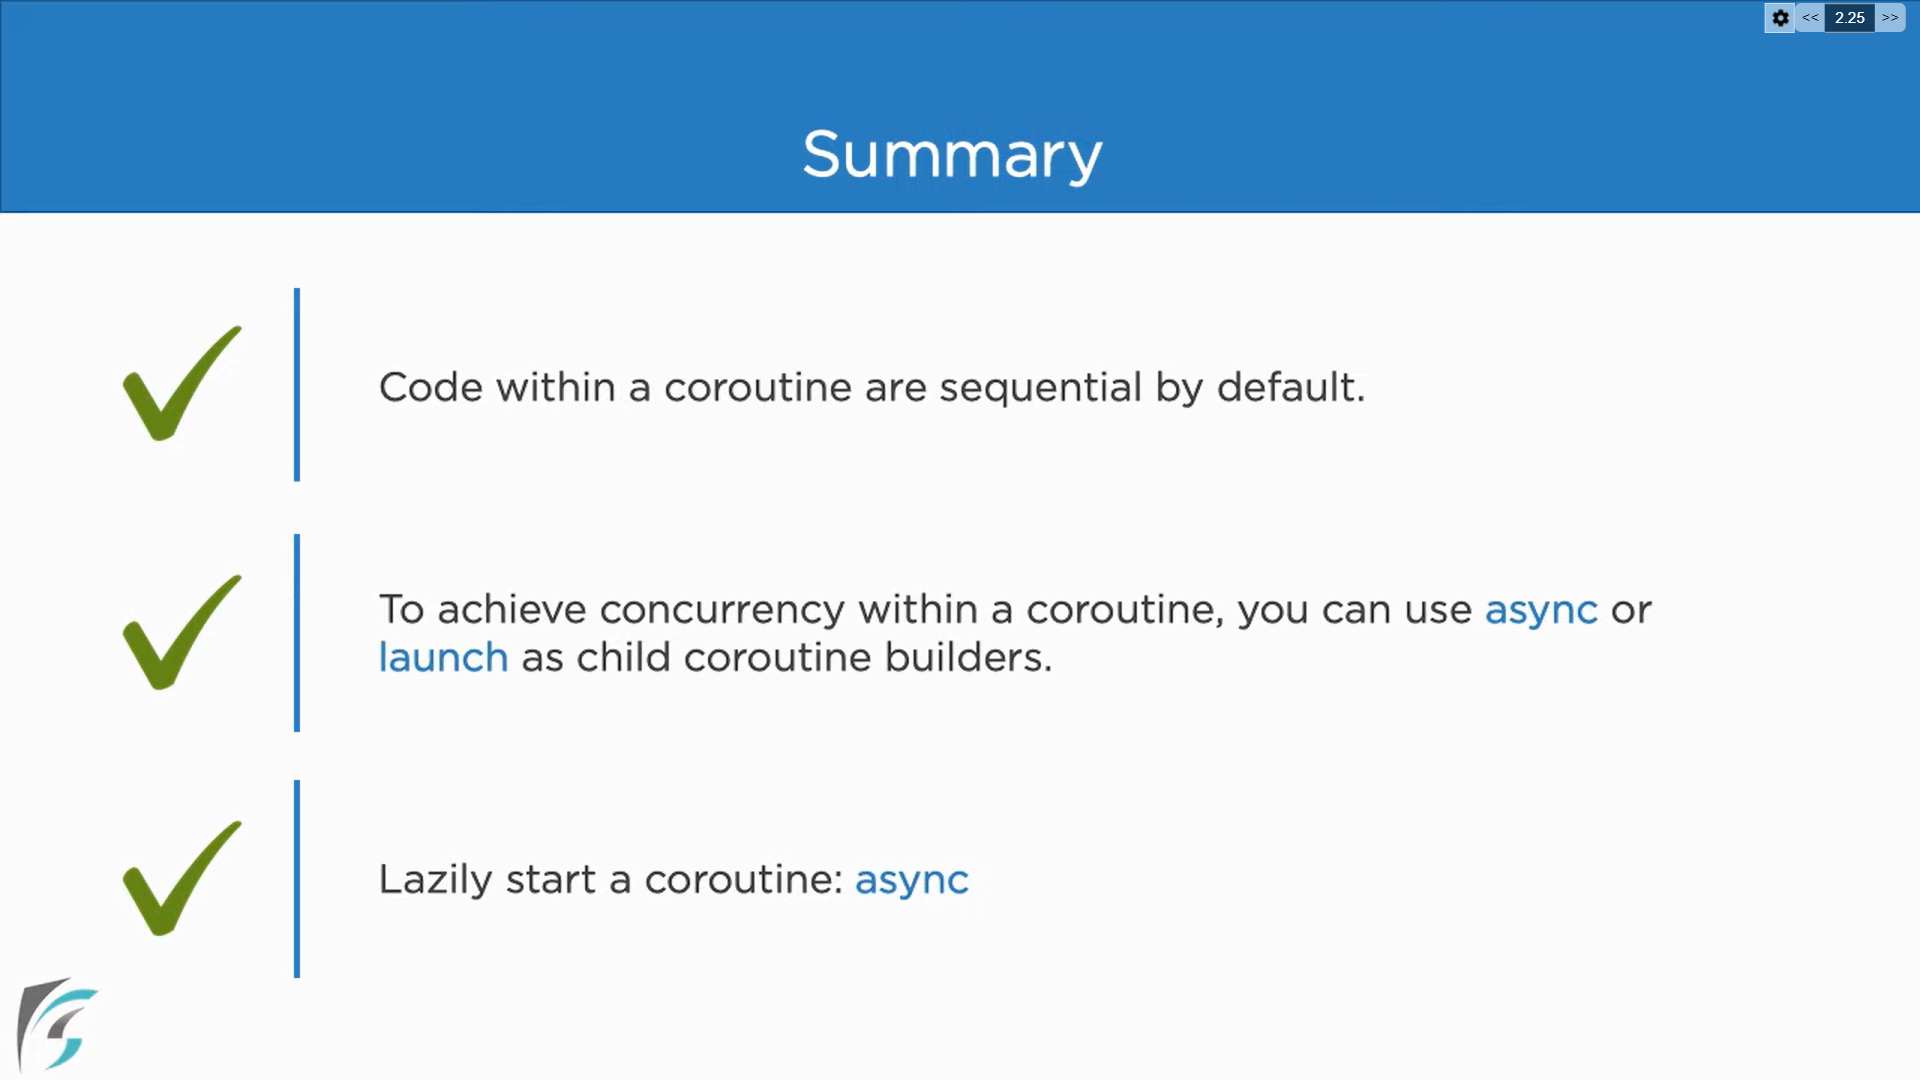 << 2.25 >>
Summary
Code within a coroutine are sequential by default.
To achieve concurrency within a coroutine, you can use async or
launch as child coroutine builders.
Lazily start a coroutine: async